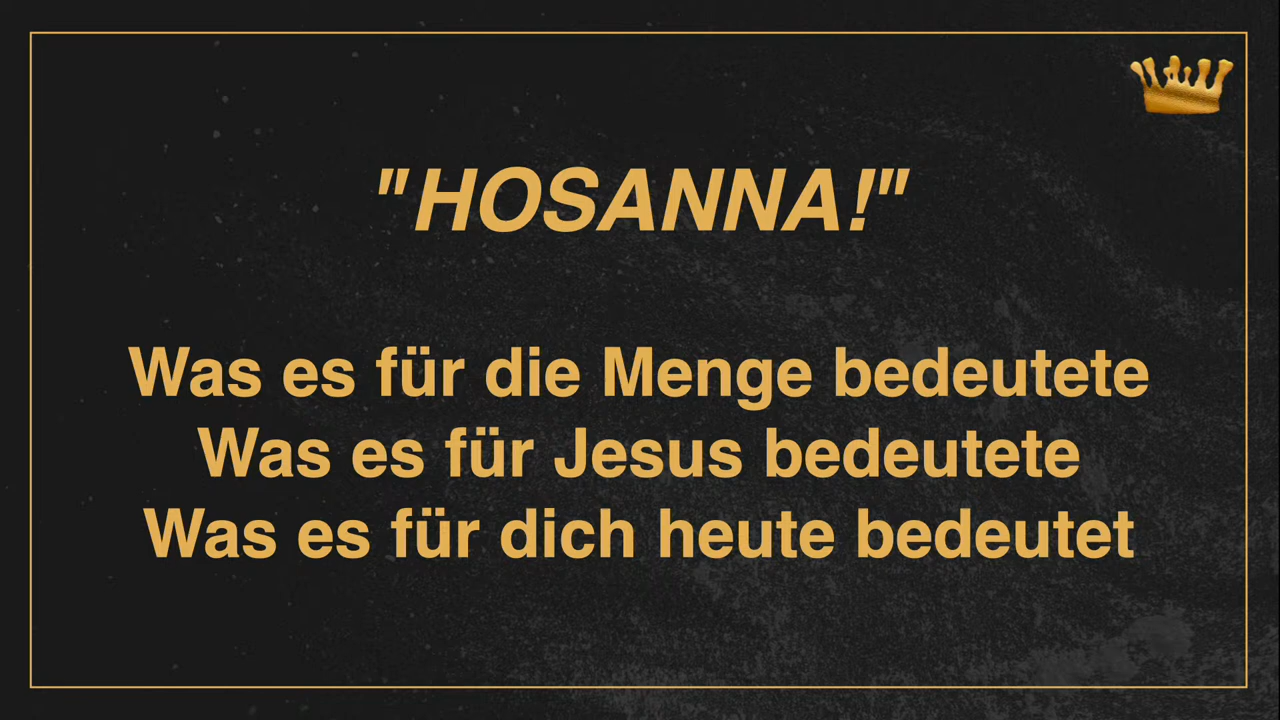 "HOSANNA!"
Was es für die Menge bedeutete
Was es für Jesus bedeutete
Was es für dich heute bedeutet